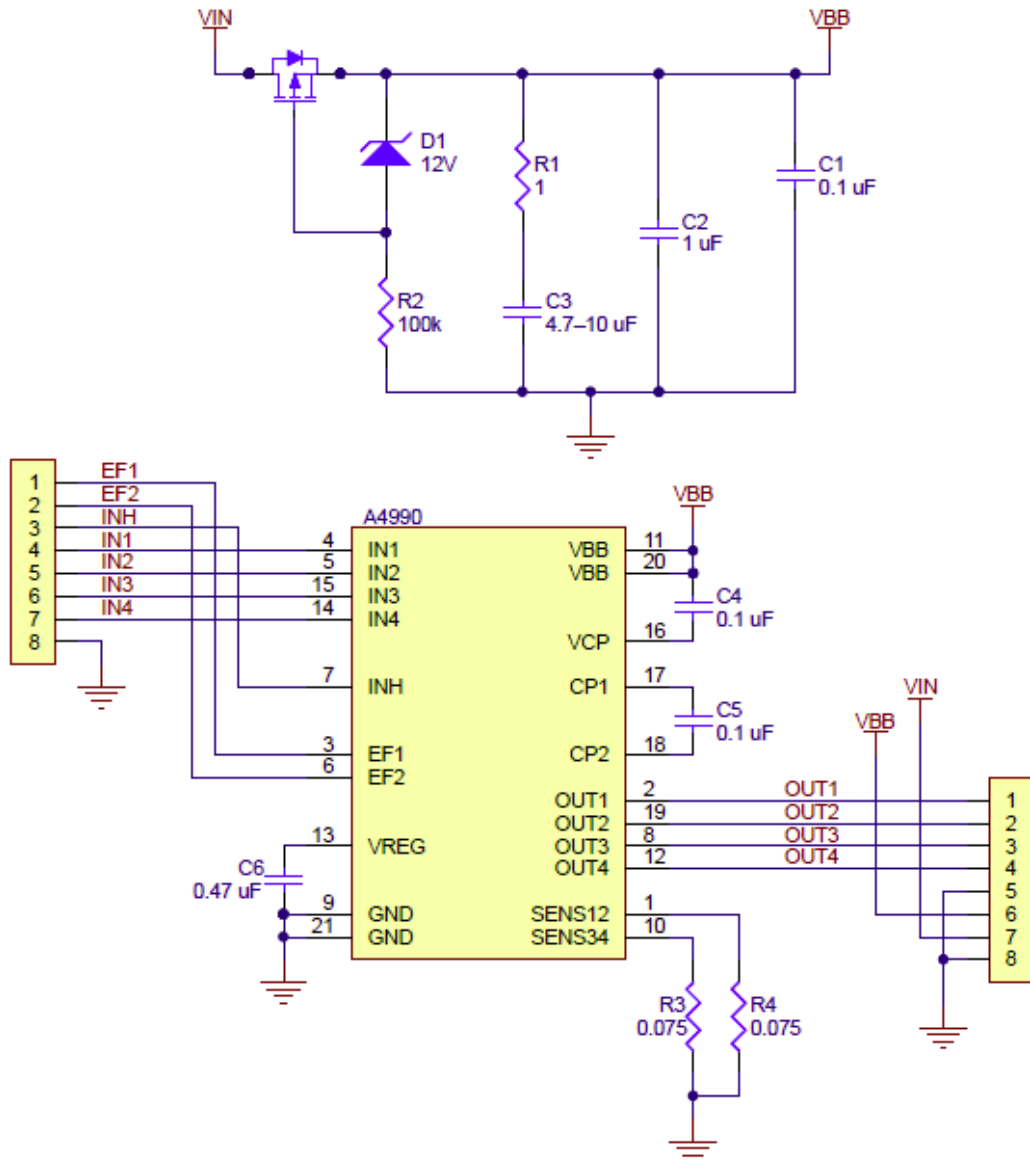 VIN
VBB
D1
12V
R1
1
C1
0.1 uF
C2
1 uF
R2
100k
C3
4.7–10 uF
1
2
3
4
5
6
7
8
EF1
EF2
INH
IN1
IN2
IN3
IN4
A4990
4
5
15
14
7
3
6
13
9
21
IN1
IN2
IN3
IN4
INH
EF1
EF2
VREG
GND
GND
C6
0.47 uF
VBB
VBB
VCP
CP1
CP2
OUT1
OUT2
OUT3
OUT4
SENS12
SENS34
11
20
16
17
18
2
19
8
12
1
10
VBB
C4
0.1 uF
C5
0.1 uF
VIN
VBB
OUT1
OUT2
OUT3
OUT4
1
2
3
4
5
6
7
8
R3
0.075
R4
0.075